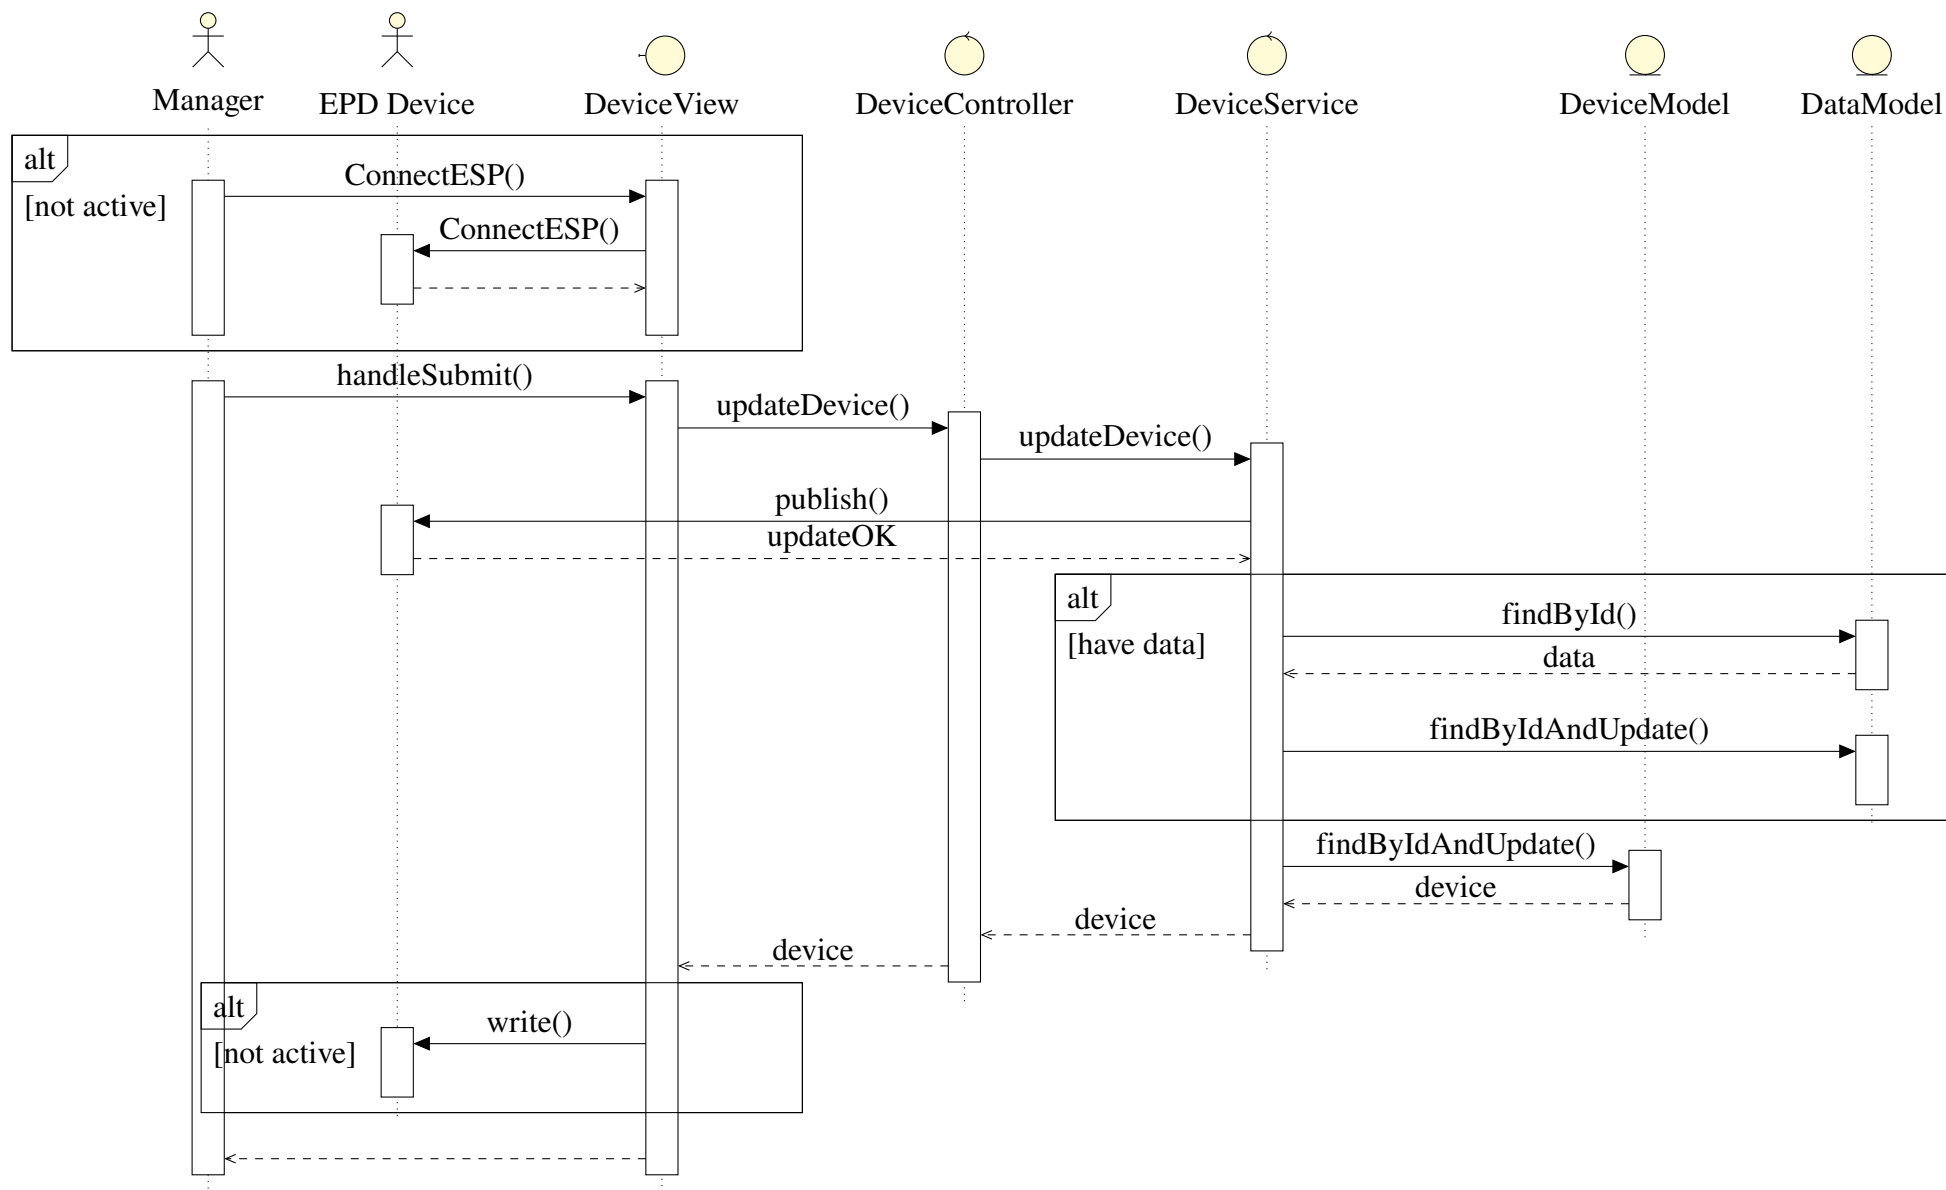 Manager
EPD Device
DeviceView
DeviceController
DeviceService
DeviceModel
DataModel
alt
ConnectESP()
[not active]
ConnectESP()
handleSubmit()
updateDevice()
updateDevice()
publish()
updateOK
alt
findById()
[have data]
data
findByIdAndUpdate()
findByIdAndUpdate()
device
device
device
alt
write()
[not active]